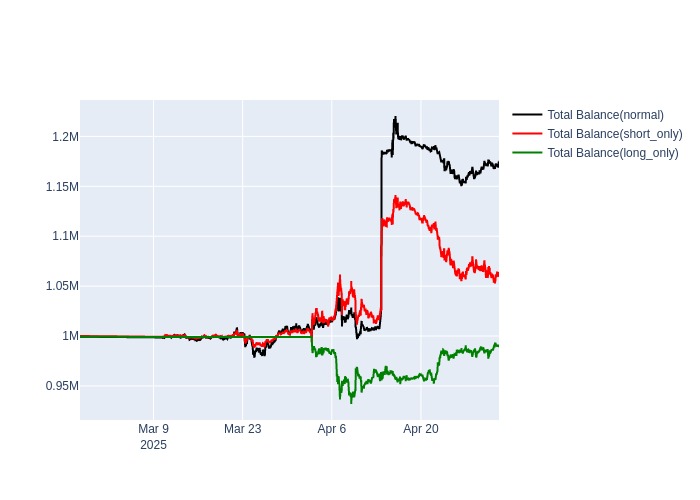 1.2M
1.15M
1.1M
1.05M
1M
0.95M
Mar 9
2025
Mar 23
Apr 6
Apr 20
Total Balance(normal)
Total Balance(short_only)
Total Balance(long_only)